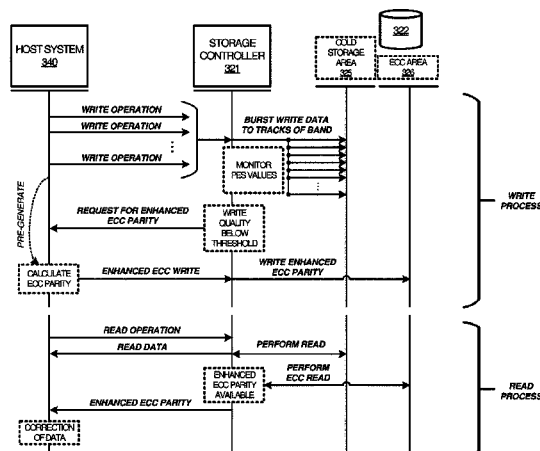 HOST SYSTEM
340
STORAGE
CONTROLLER
321
COLD
STORAGE
AREA
325
322
ECC AREA
326
WRITE OPERATION
WRITE OPERATION
WRITE OPERATION
BURST WRITE DATA
TO TRACKS OF BAND
MONITOR
PES VALUES
WRITE
PROCESS
PRE-GENERATE
REQUEST FOR ENHANCED
ECC PARITY
WRITE
QUALITY
BELOW
THRESHOLD
CALCULATE
ECC PARITY
ENHANCED ECC WRITE
WRITE ENHANCED
ECC PARITY
READ OPERATION
READ DATA
PERFORM READ
ENHANCED
ECC PARITY
AVAILABLE
PERFORM
ECC READ
READ
PROCESS
ENHANCED ECC PARITY
CORRECTION
OF DATA